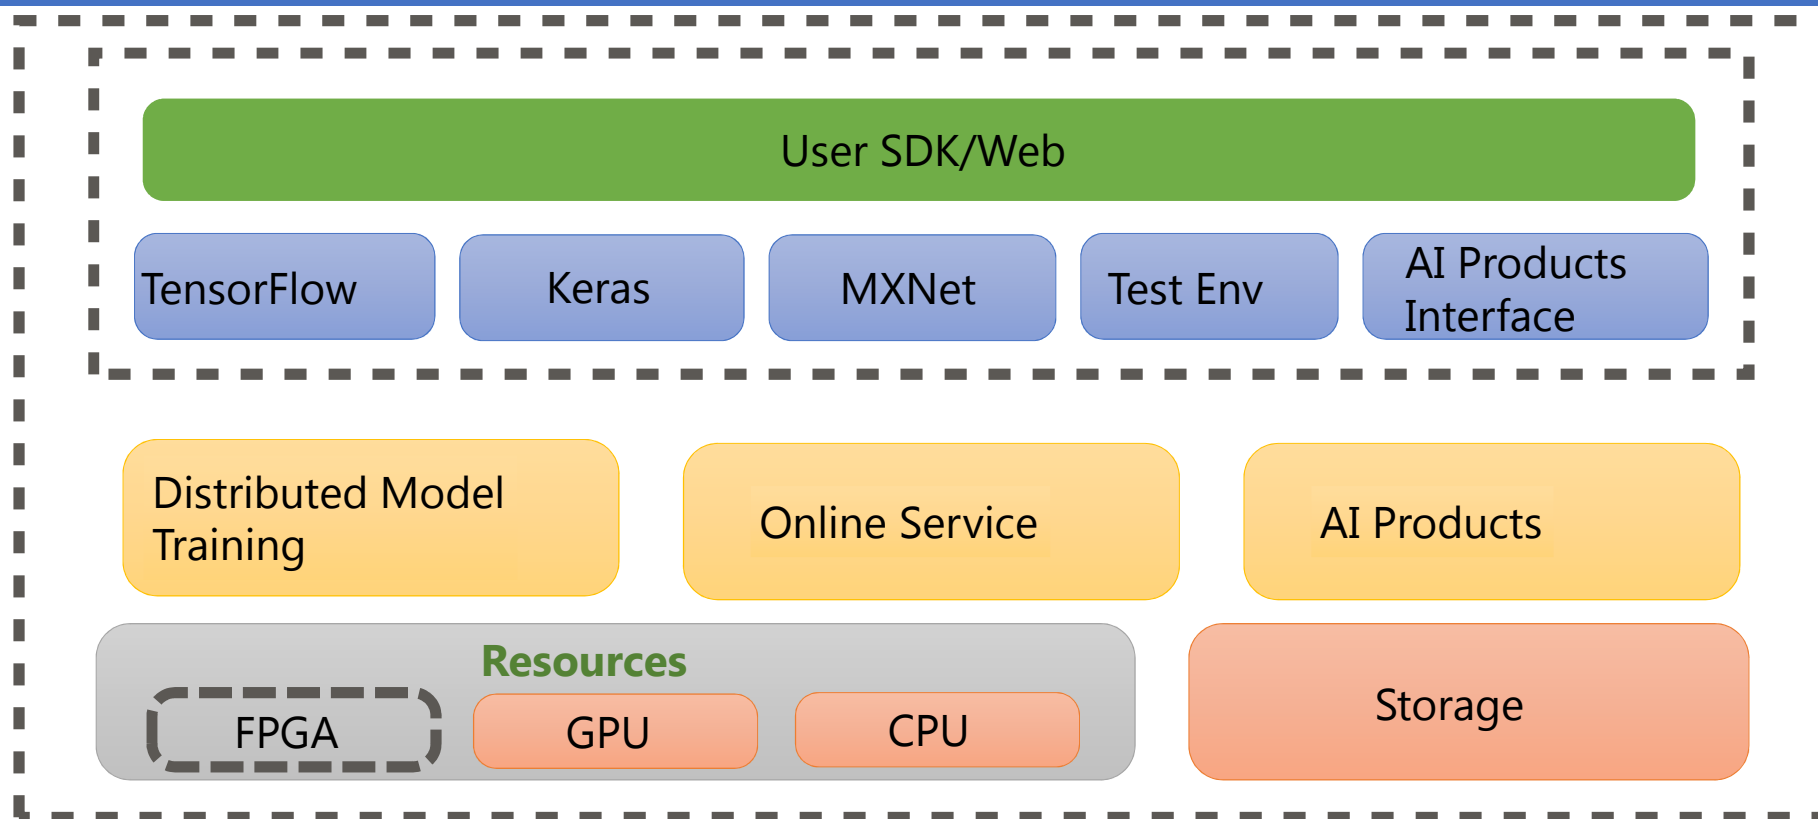 User SDK/Web
TensorFlow
Keras
MXNet
Test Env
AI Products
Interface
Distributed Model
Training
Online Service
AI Products
Resources
FPGA
GPU
CPU
Storage